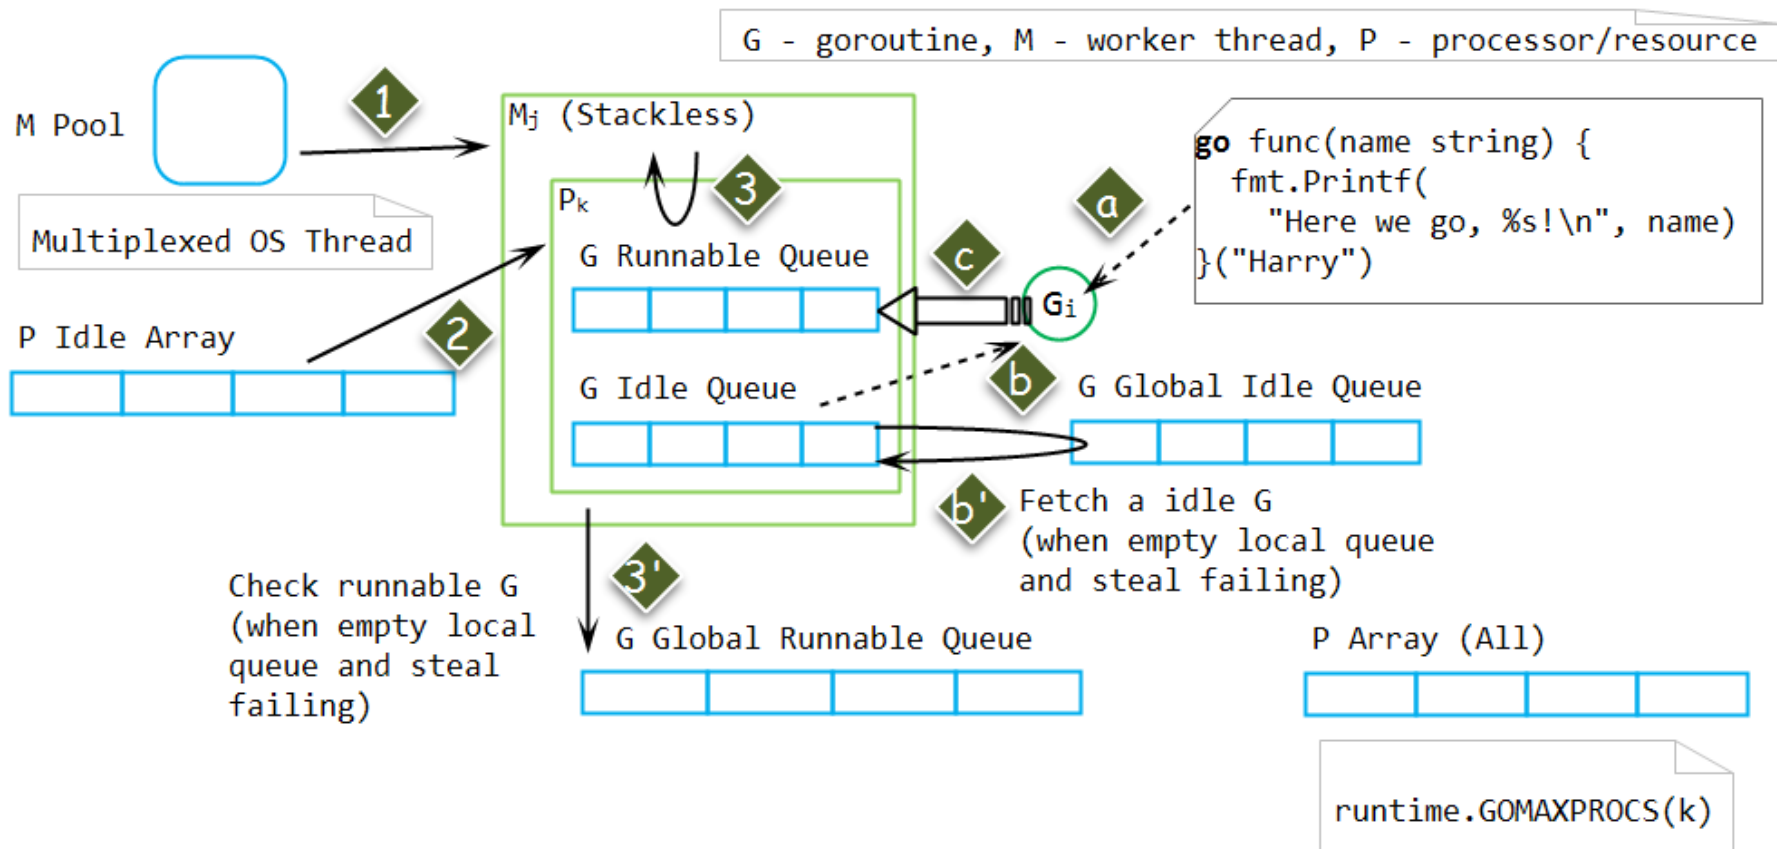 G - goroutine, M - worker thread, P - processor/resource
M Pool
1
Mj (Stackless)
go func(name string) {
fmt.Printf(
"Here we go, %s!\n", name)
}("Harry")
Multiplexed OS Thread
3
Pk
a
G Runnable Queue
c
Gi
P Idle Array
2
G Idle Queue
b
G Global Idle Queue
b'
Fetch a idle G
(when empty local queue
and steal failing)
Check runnable G
(when empty local
queue and steal
failing)
3'
G Global Runnable Queue
P Array (All)
runtime.GOMAXPROCS(k)